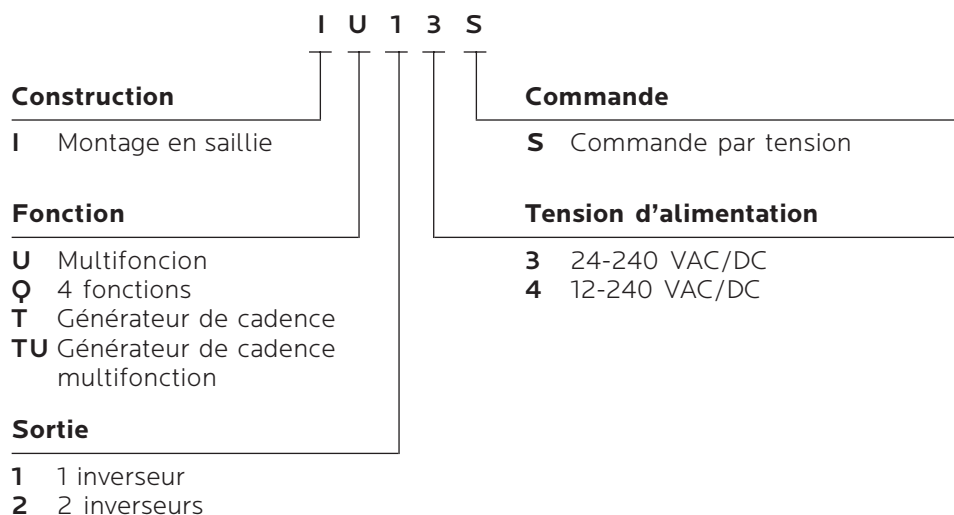 I U 1 3 S
Construction
I Montage en saillie
Fonction
U Multifoncion
Q 4 fonctions
T Générateur de cadence
TU Générateur de cadence
multifonction
Sortie
1 1 inverseur
2 2 inverseurs
Commande
S Commande par tension
Tension d’alimentation
3 24-240 VAC/DC
4 12-240 VAC/DC